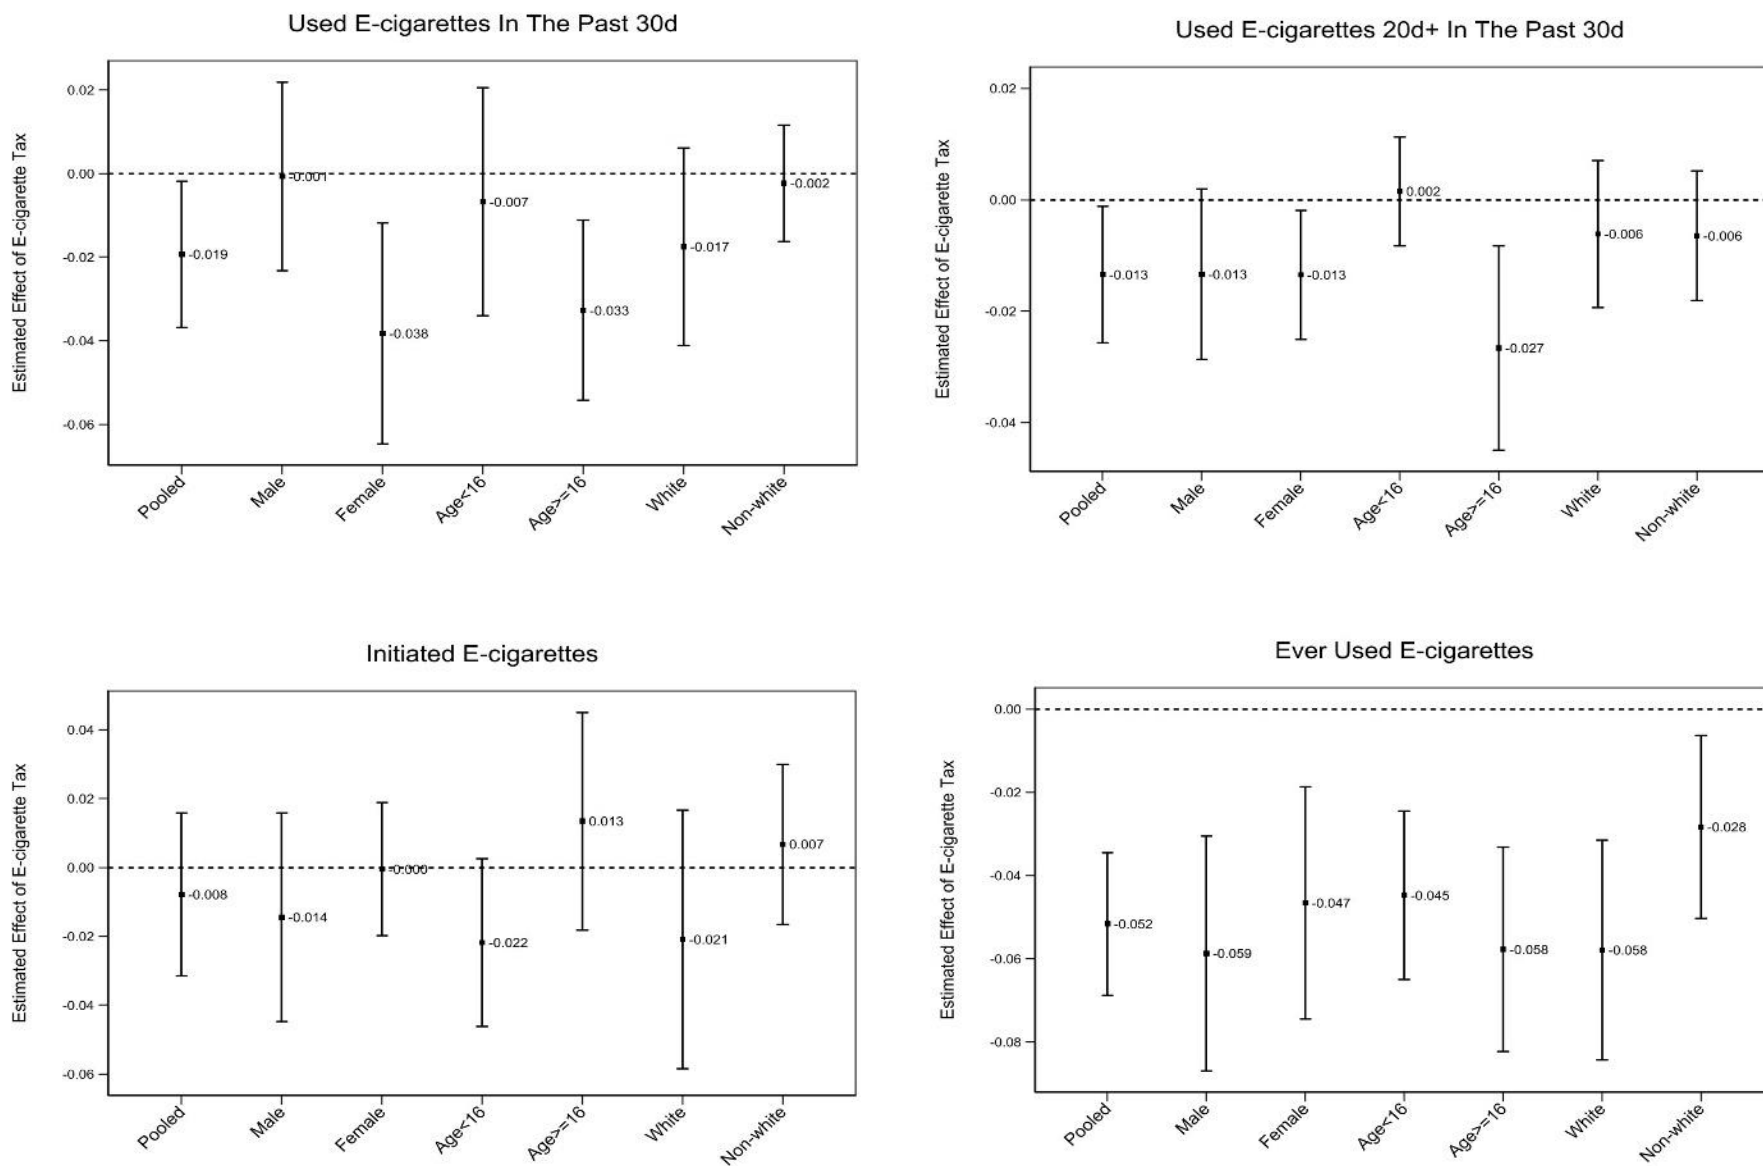 Used E-cigarettes In The Past 30d
Estimated Effect of E-cigarette Tax
0.02
0.00
-0.02
-0.04
-0.06
-0.019
-0.001
-0.038
-0.007
-0.033
-0.017
-0.002
Pooled
Male
Female
Age<16
Age>=16
White
Non-white
Used E-cigarettes 20d+ In The Past 30d
Estimated Effect of E-cigarette Tax
0.02
0.00
-0.02
-0.04
-0.013
-0.013
-0.013
0.002
-0.027
-0.006
-0.006
Pooled
Male
Female
Age<16
Age>=16
White
Non-white
Initiated E-cigarettes
Estimated Effect of E-cigarette Tax
0.04
0.02
0.00
-0.02
-0.04
-0.06
-0.008
-0.014
-0.000
-0.022
0.013
-0.021
0.007
Pooled
Male
Female
Age<16
Age>=16
White
Non-white
Ever Used E-cigarettes
Estimated Effect of E-cigarette Tax
0.00
-0.02
-0.04
-0.06
-0.08
-0.052
-0.059
-0.047
-0.045
-0.058
-0.058
-0.028
Pooled
Male
Female
Age<16
Age>=16
White
Non-white